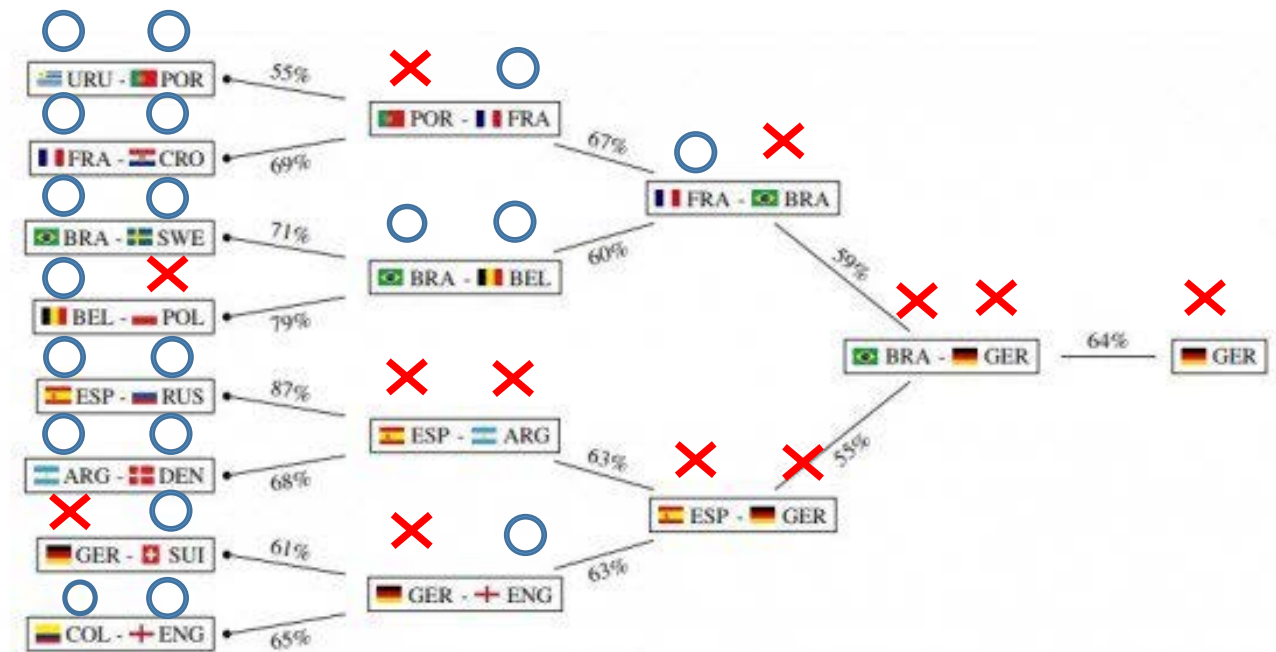 URU - POR
55%
FRA - CRO
69%
POR - FRA
67%
BRA - SWE
71%
BEL - POL
79%
BRA - BEL
60%
FRA - BRA
59%
ESP - RUS
87%
ARG - DEN
68%
ESP - ARG
63%
GER - SUI
61%
COL - ENG
65%
GER - ENG
63%
ESP - GER
55%
BRA - GER
64%
GER